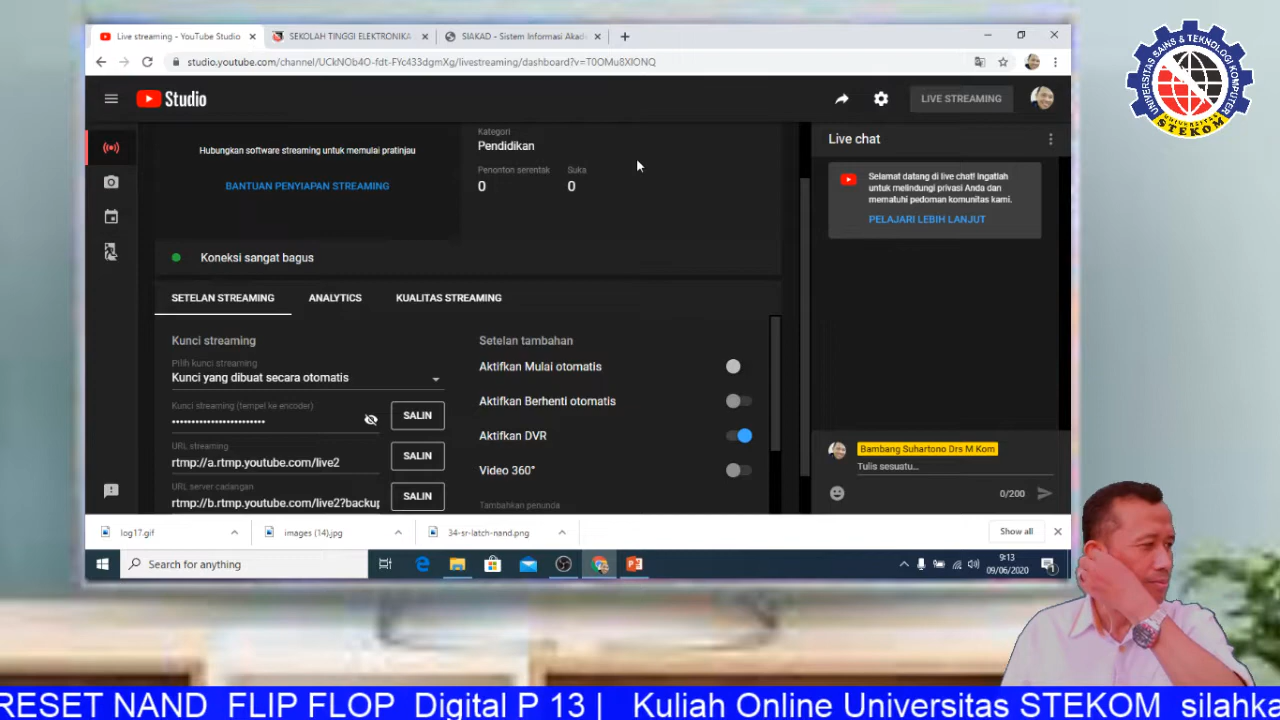 Live streaming - YouTube Studio
SEKOLAH TINGGI ELEKTRONIKA
SIAKAD - Sistem Informasi Akad
studio.youtube.com/channel/UCkNOb4O-fdt-FYc433dgmXg/livestreaming/dashboard?v=T0OMu8XIONQ
Studio
LIVE STREAMING
UNIVERSITAS SAINS & TEKNOLOGI KOMPUTER
UNIVERSITAS
STEKOM
Hubungkan software streaming untuk memulai pratinjau
BANTUAN PENYIAPAN STREAMING
Kategori
Pendidikan
Penonton serentak
Suka
0
0
Live chat
Selamat datang di live chat! Ingatlah
untuk melindungi privasi Anda dan
mematuhi pedoman komunitas kami.
PELAJARI LEBIH LANJUT
Koneksi sangat bagus
SETELAN STREAMING
ANALYTICS
KUALITAS STREAMING
Kunci streaming
Pilih kunci streaming
Kunci yang dibuat secara otomatis
Kunci streaming (tempel ke encoder)
••••••••••••••••••••••••
SALIN
URL streaming
rtmp://a.rtmp.youtube.com/live2
SALIN
URL server cadangan
rtmp://b.rtmp.youtube.com/live2?backup
SALIN
Setelan tambahan
Aktifkan Mulai otomatis
Aktifkan Berhenti otomatis
Aktifkan DVR
Video 360°
Tambahkan penunda
Bambang Suhartono Drs M Kom
Tulis sesuatu...
0/200
log17.gif
images (14).jpg
34-sr-latch-nand.png
Show all
Search for anything
9:13
09/06/2020
1
RESET NAND FLIP FLOP Digital P 13 | Kuliah Online Universitas STEKOM silahka